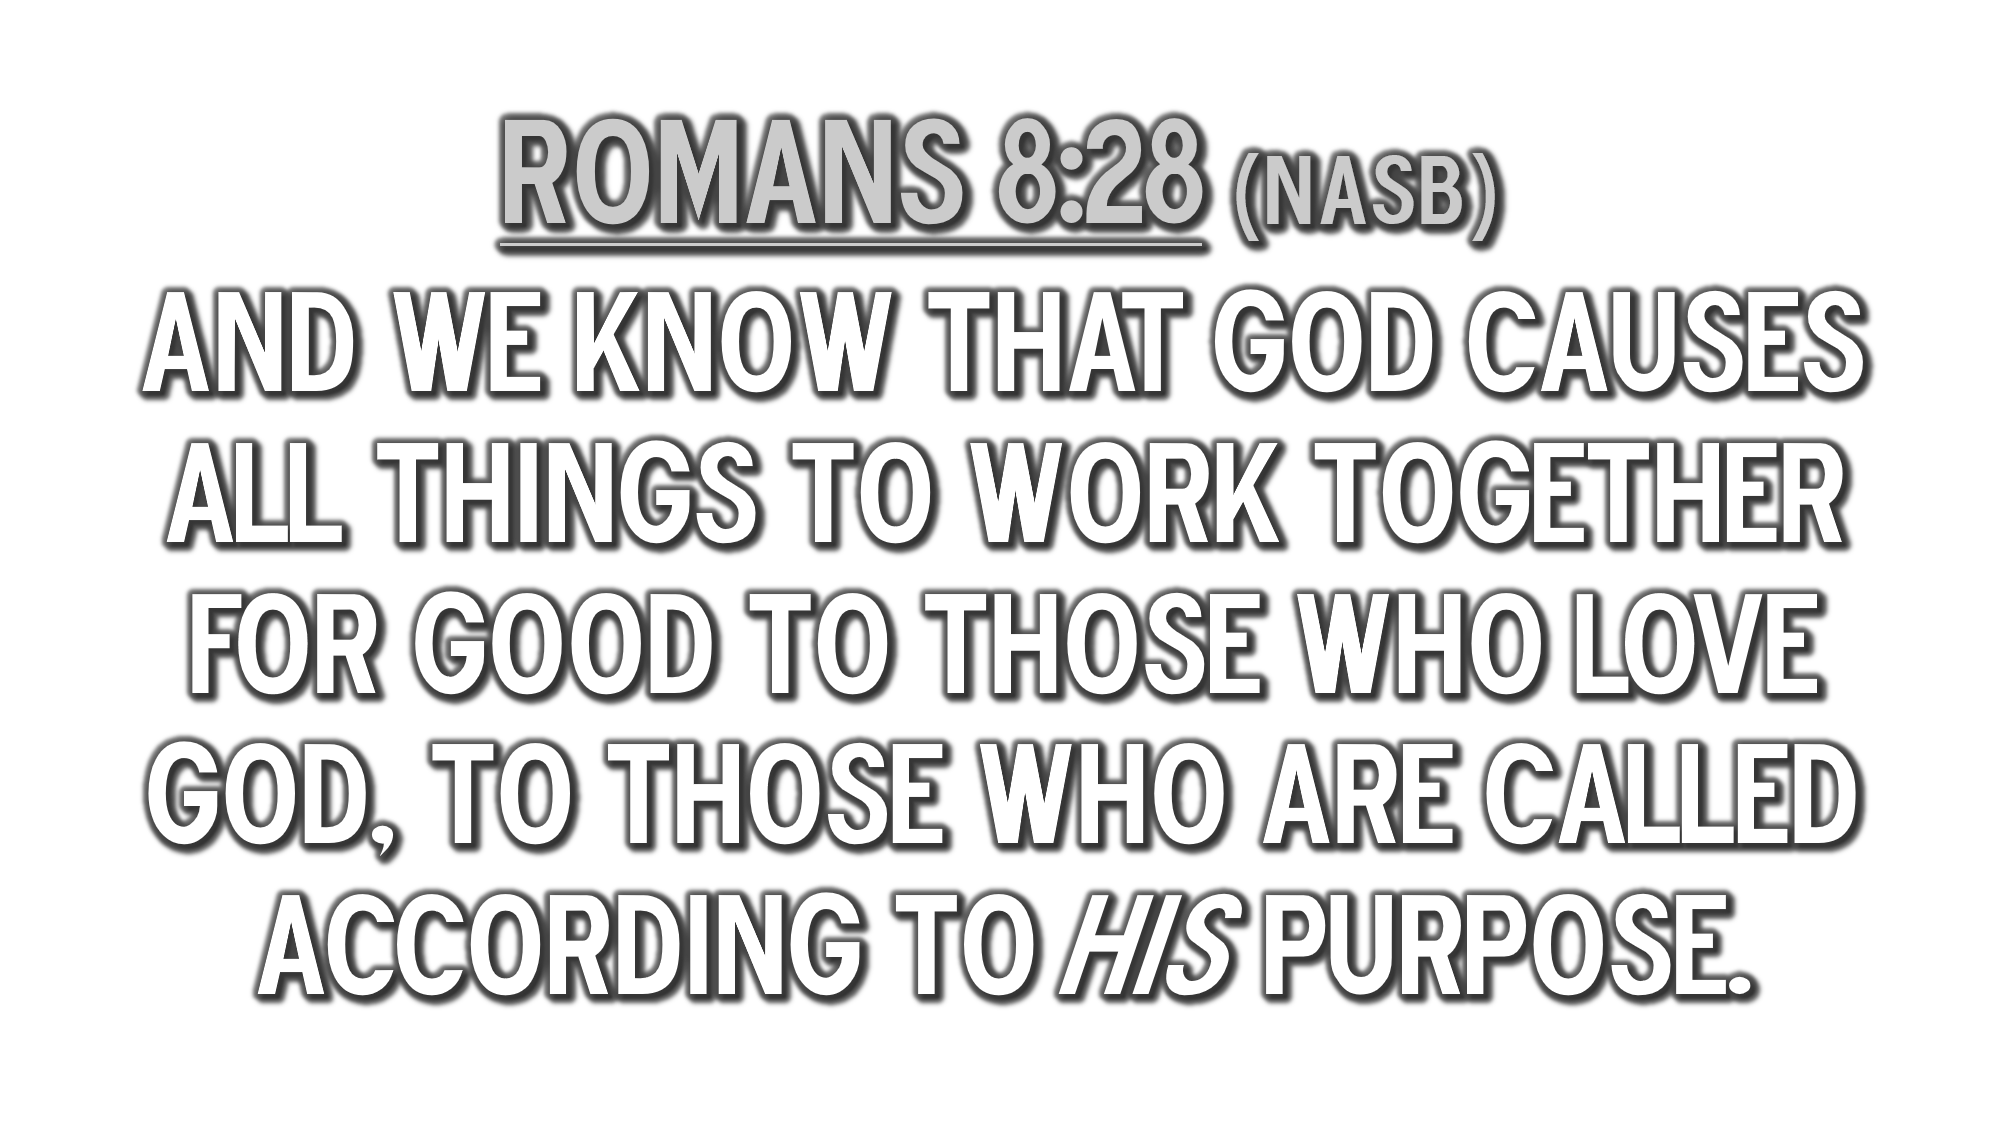 ROMANS 8:28 (NASB)
AND WE KNOW THAT GOD CAUSES
ALL THINGS TO WORK TOGETHER
FOR GOOD TO THOSE WHO LOVE
GOD, TO THOSE WHO ARE CALLED
ACCORDING TO HIS PURPOSE.